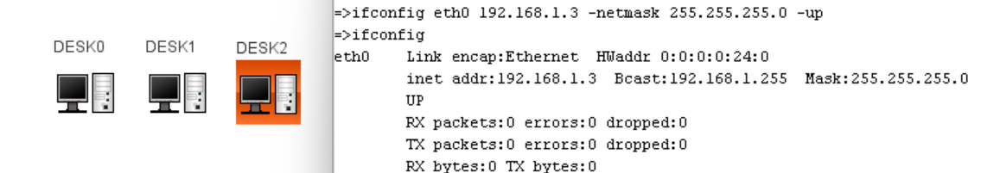 DESK0 DESK1 DESK2
=>ifconfig eth0 192.168.1.3 -netmask 255.255.255.0 -up
=>ifconfig
eth0 Link encap:Ethernet HWaddr 0:0:0:0:24:0
inet addr:192.168.1.3 Bcast:192.168.1.255 Mask:255.255.255.0
UP
RX packets:0 errors:0 dropped:0
TX packets:0 errors:0 dropped:0
RX bytes:0 TX bytes:0